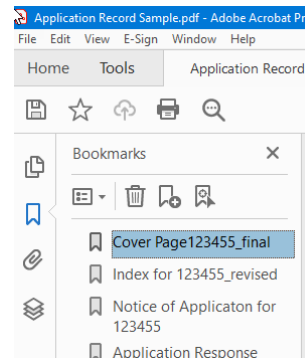 Application Record Sample.pdf - Adobe Acrobat Pr
File Edit View E-Sign Window Help
Home Tools Application Record
Bookmarks
Cover Page123455_final
Index for 123455_revised
Notice of Applicaton for
123455
Application Response